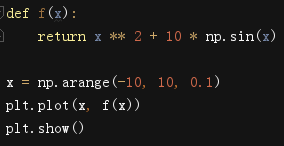 def f(x):
    return x ** 2 + 10 * np.sin(x)

x = np.arange(-10, 10, 0.1)
plt.plot(x, f(x))
plt.show()